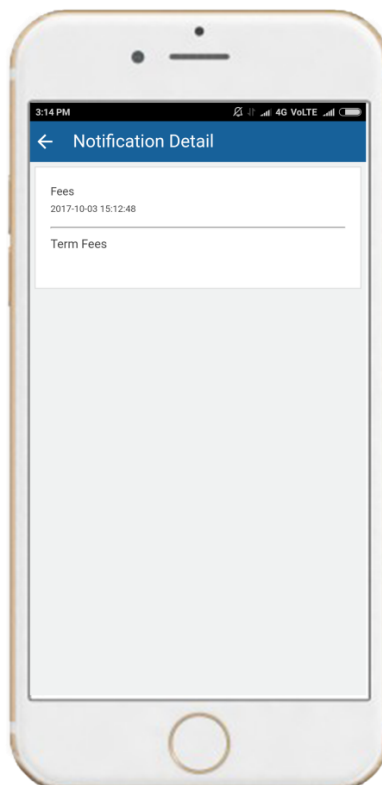 3:14 PM 4G VoLTE
Notification Detail
Fees
2017-10-03 15:12:48
Term Fees